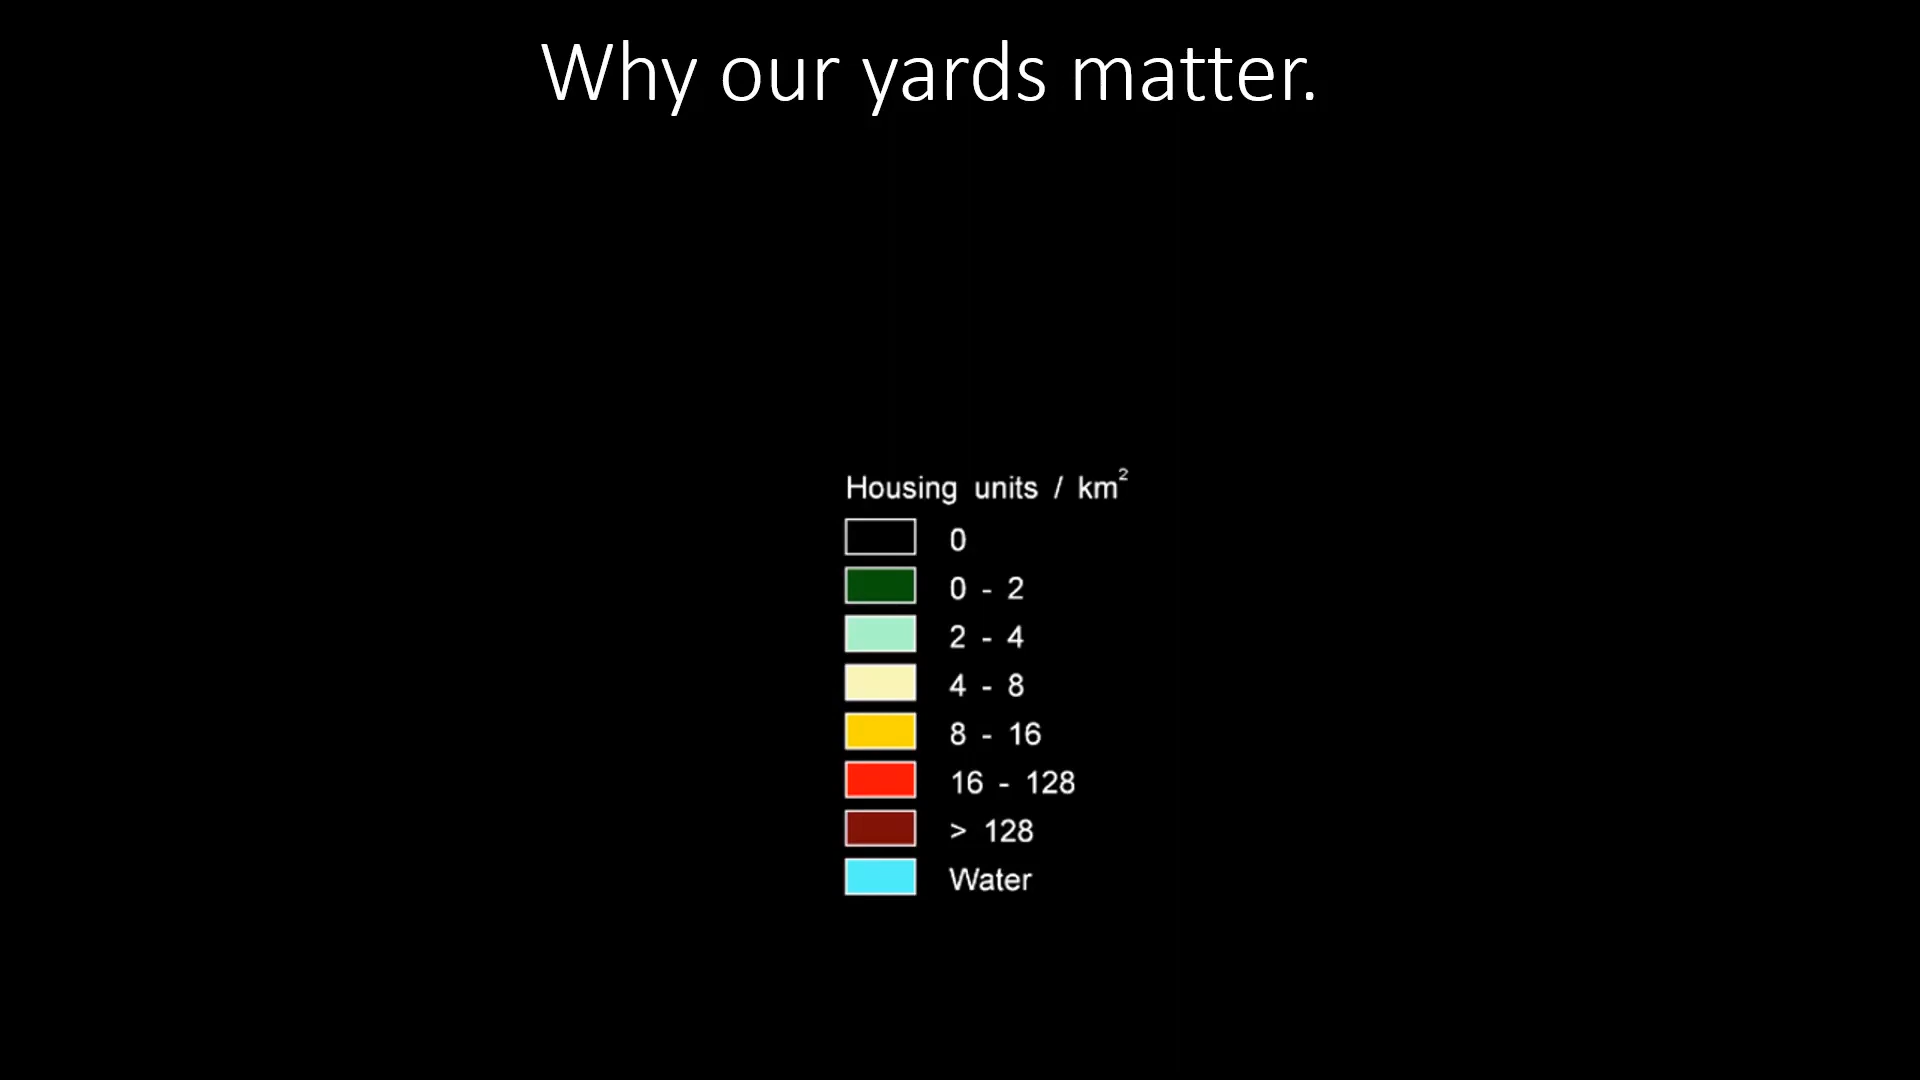 Why our yards matter.
Housing units / km²
0
0 - 2
2 - 4
4 - 8
8 - 16
16 - 128
> 128
Water